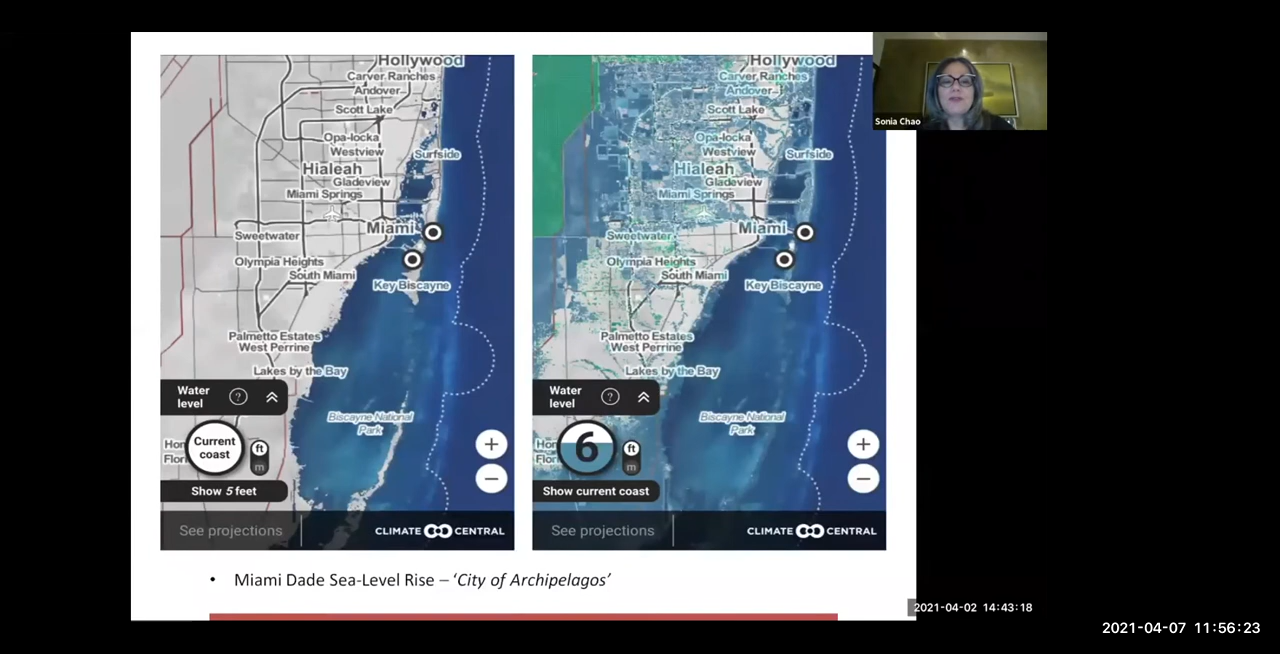 Hollywood
Carver Ranches
Andover
Scott Lake
Opa-locka
Westview
Surfside
Hialeah
Gladeview
Miami Springs
Miami
Sweetwater
Olympia Heights
South Miami
Key Biscayne
Palmetto Estates
West Perrine
Lakes by the Bay
Water
level
?
Biscayne National
Park
Current
coast
ft
m
Hor
Flori
Show 5 feet
+
−
See projections
CLIMATE CENTRAL
Hollywood
Carver Ranches
Andover
Scott Lake
Opa-locka
Westview
Surfside
Hialeah
Gladeview
Miami Springs
Miami
Sweetwater
Olympia Heights
South Miami
Key Biscayne
Palmetto Estates
West Perrine
Lakes by the Bay
Water
level
?
Biscayne National
Park
6
ft
m
Hor
Flori
Show current coast
+
−
See projections
CLIMATE CENTRAL
Sonia Chao
• Miami Dade Sea-Level Rise – ‘City of Archipelagos’
2021-04-02 14:43:18
2021-04-07 11:56:23